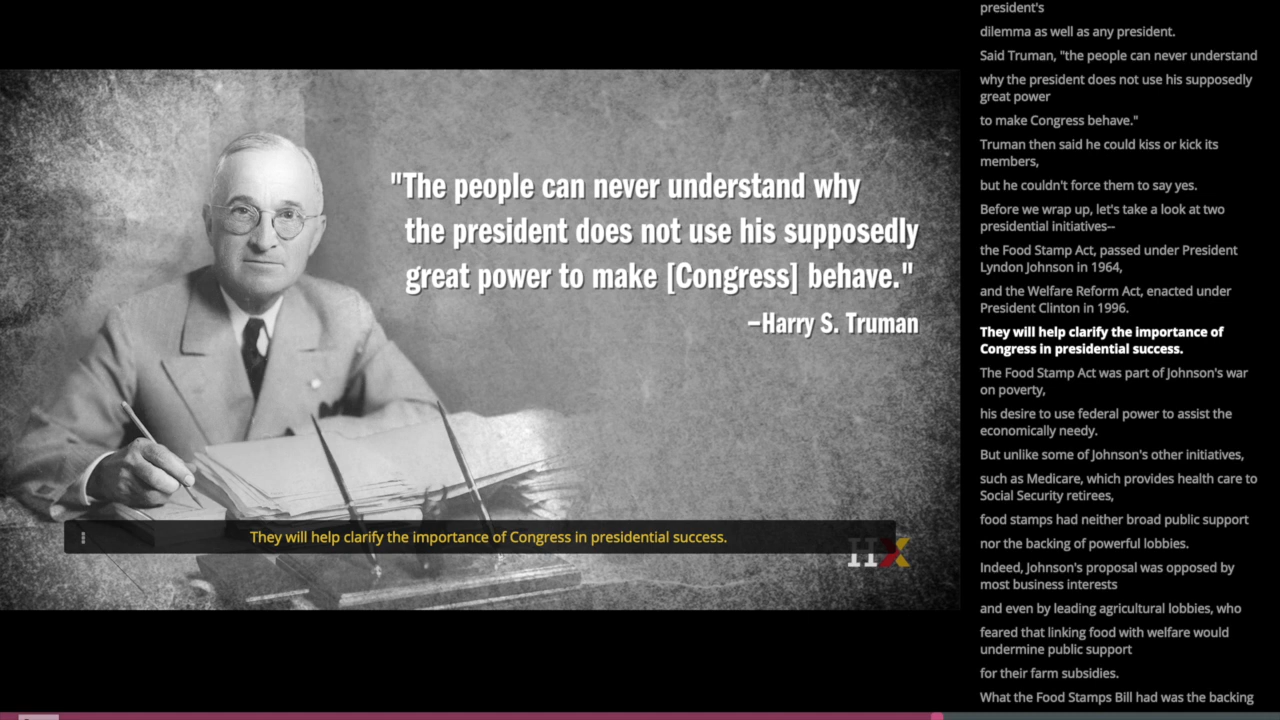 "The people can never understand why
the president does not use his supposedly
great power to make [Congress] behave."
–Harry S. Truman
They will help clarify the importance of Congress in presidential success.
HX
president's
dilemma as well as any president.
Said Truman, "the people can never understand
why the president does not use his supposedly
great power
to make Congress behave."
Truman then said he could kiss or kick its
members,
but he couldn't force them to say yes.
Before we wrap up, let's take a look at two
presidential initiatives--
the Food Stamp Act, passed under President
Lyndon Johnson in 1964,
and the Welfare Reform Act, enacted under
President Clinton in 1996.
They will help clarify the importance of
Congress in presidential success.
The Food Stamp Act was part of Johnson's war
on poverty,
his desire to use federal power to assist the
economically needy.
But unlike some of Johnson's other initiatives,
such as Medicare, which provides health care to
Social Security retirees,
food stamps had neither broad public support
nor the backing of powerful lobbies.
Indeed, Johnson's proposal was opposed by
most business interests
and even by leading agricultural lobbies, who
feared that linking food with welfare would
undermine public support
for their farm subsidies.
What the Food Stamps Bill had was the backing